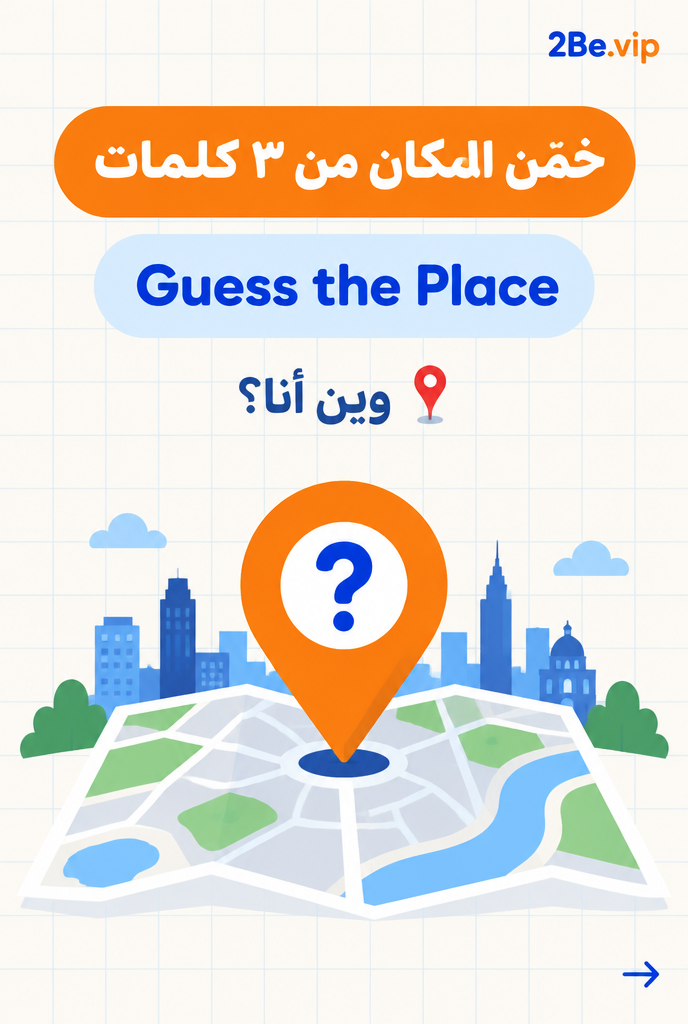 2Be.vip
خمّن المكان من ٣ كلمات
Guess the Place
وين أنا؟
?